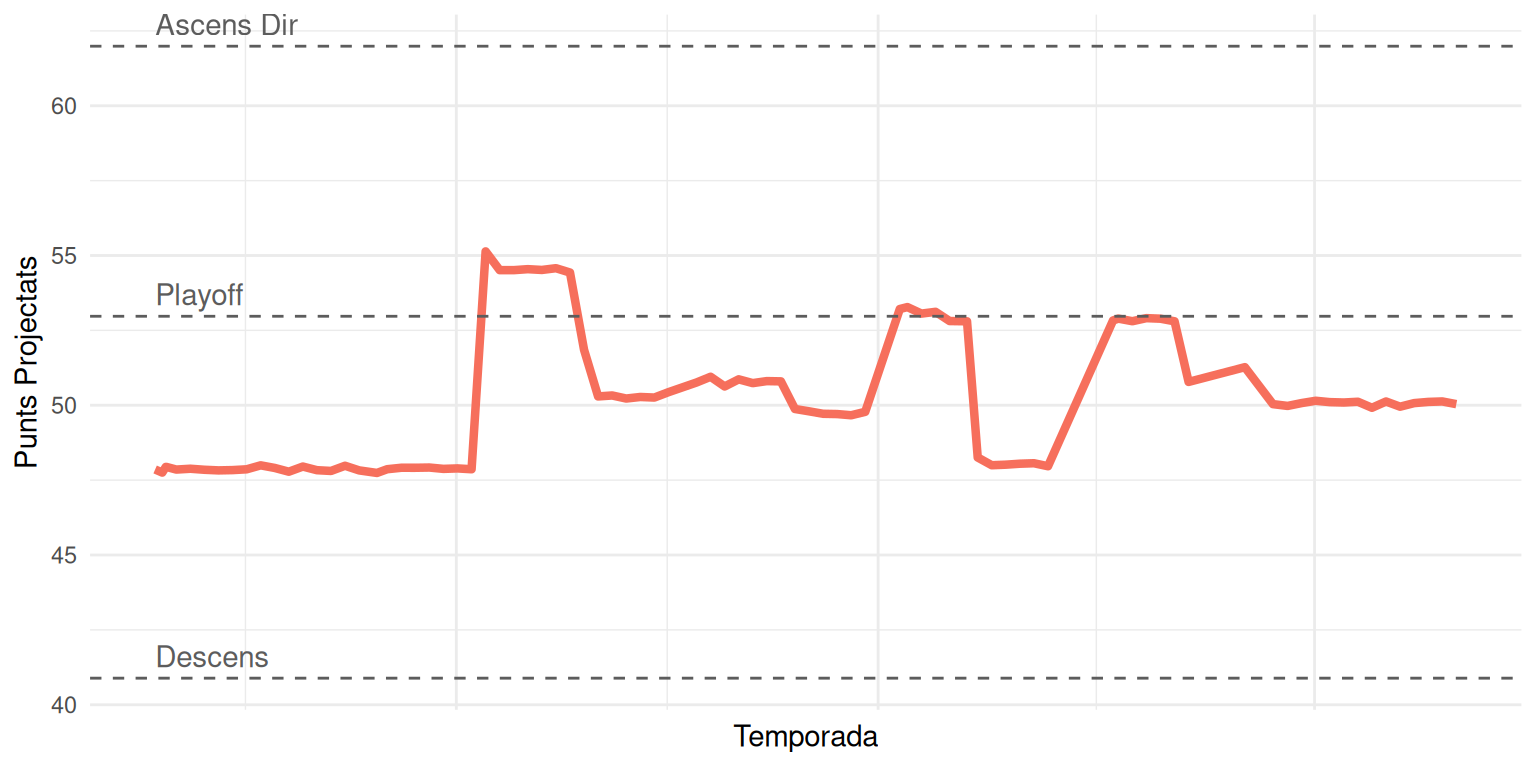 Ascens Dir
60
55
Playoff
50
45
Descens
40
Punts Projectats
Temporada